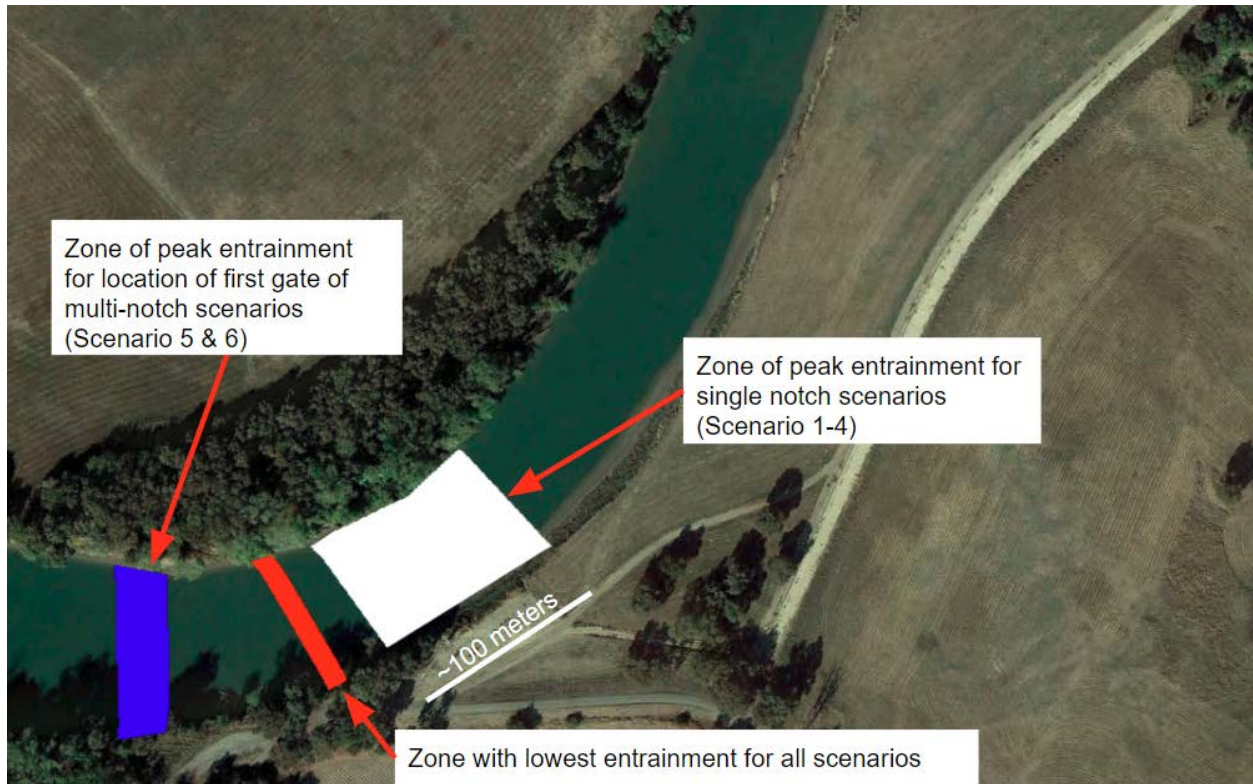 Zone of peak entrainment
for location of first gate of
multi-notch scenarios
(Scenario 5 & 6)
Zone of peak entrainment for
single notch scenarios
(Scenario 1-4)
~100 meters
Zone with lowest entrainment for all scenarios